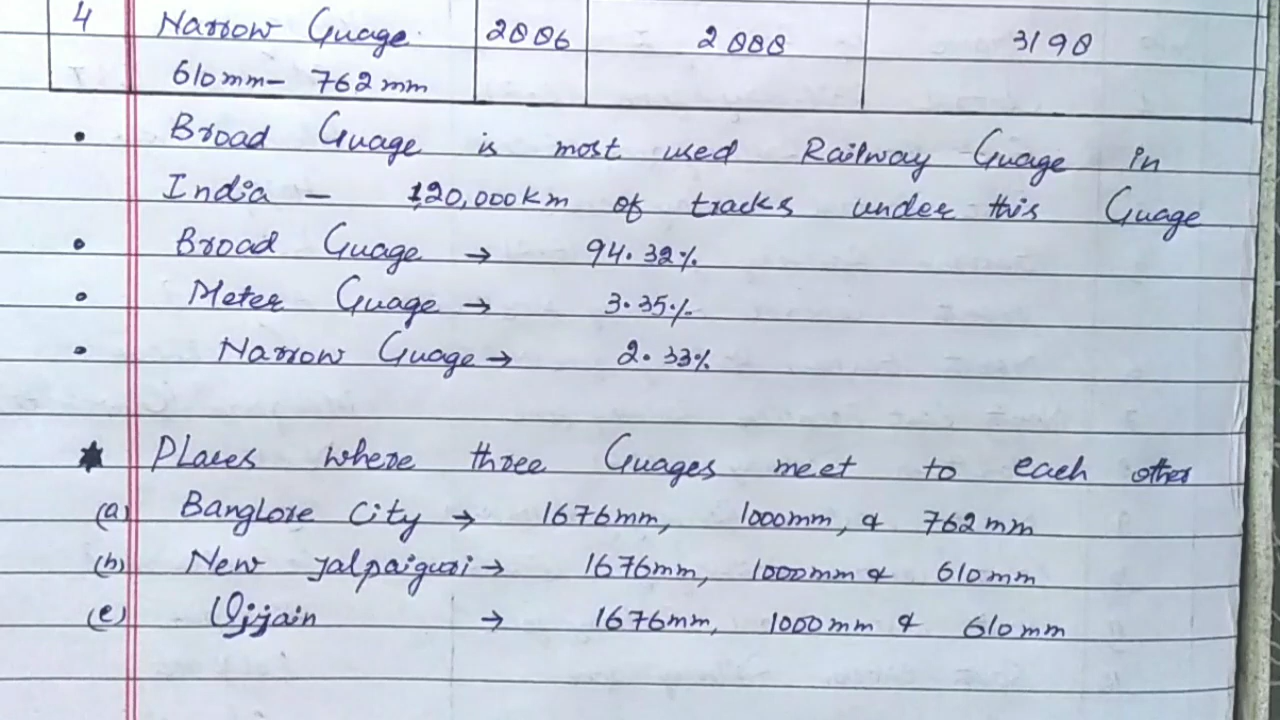 4 Narrow Guage 2006 2000 3190
610mm- 762mm
• Broad Guage is most used Railway Guage in
India - 120,000km of tracks under this Guage
• Broad Guage → 94.32%
• Meter Guage → 3.35%
• Narrow Guage → 2.33%
★ Places where three Guages meet to each other
(a) Banglore City → 1676mm, 1000mm, & 762mm
(b) New Jalpaiguri → 1676mm, 1000mm & 610mm
(c) Ujjain → 1676mm, 1000mm & 610mm